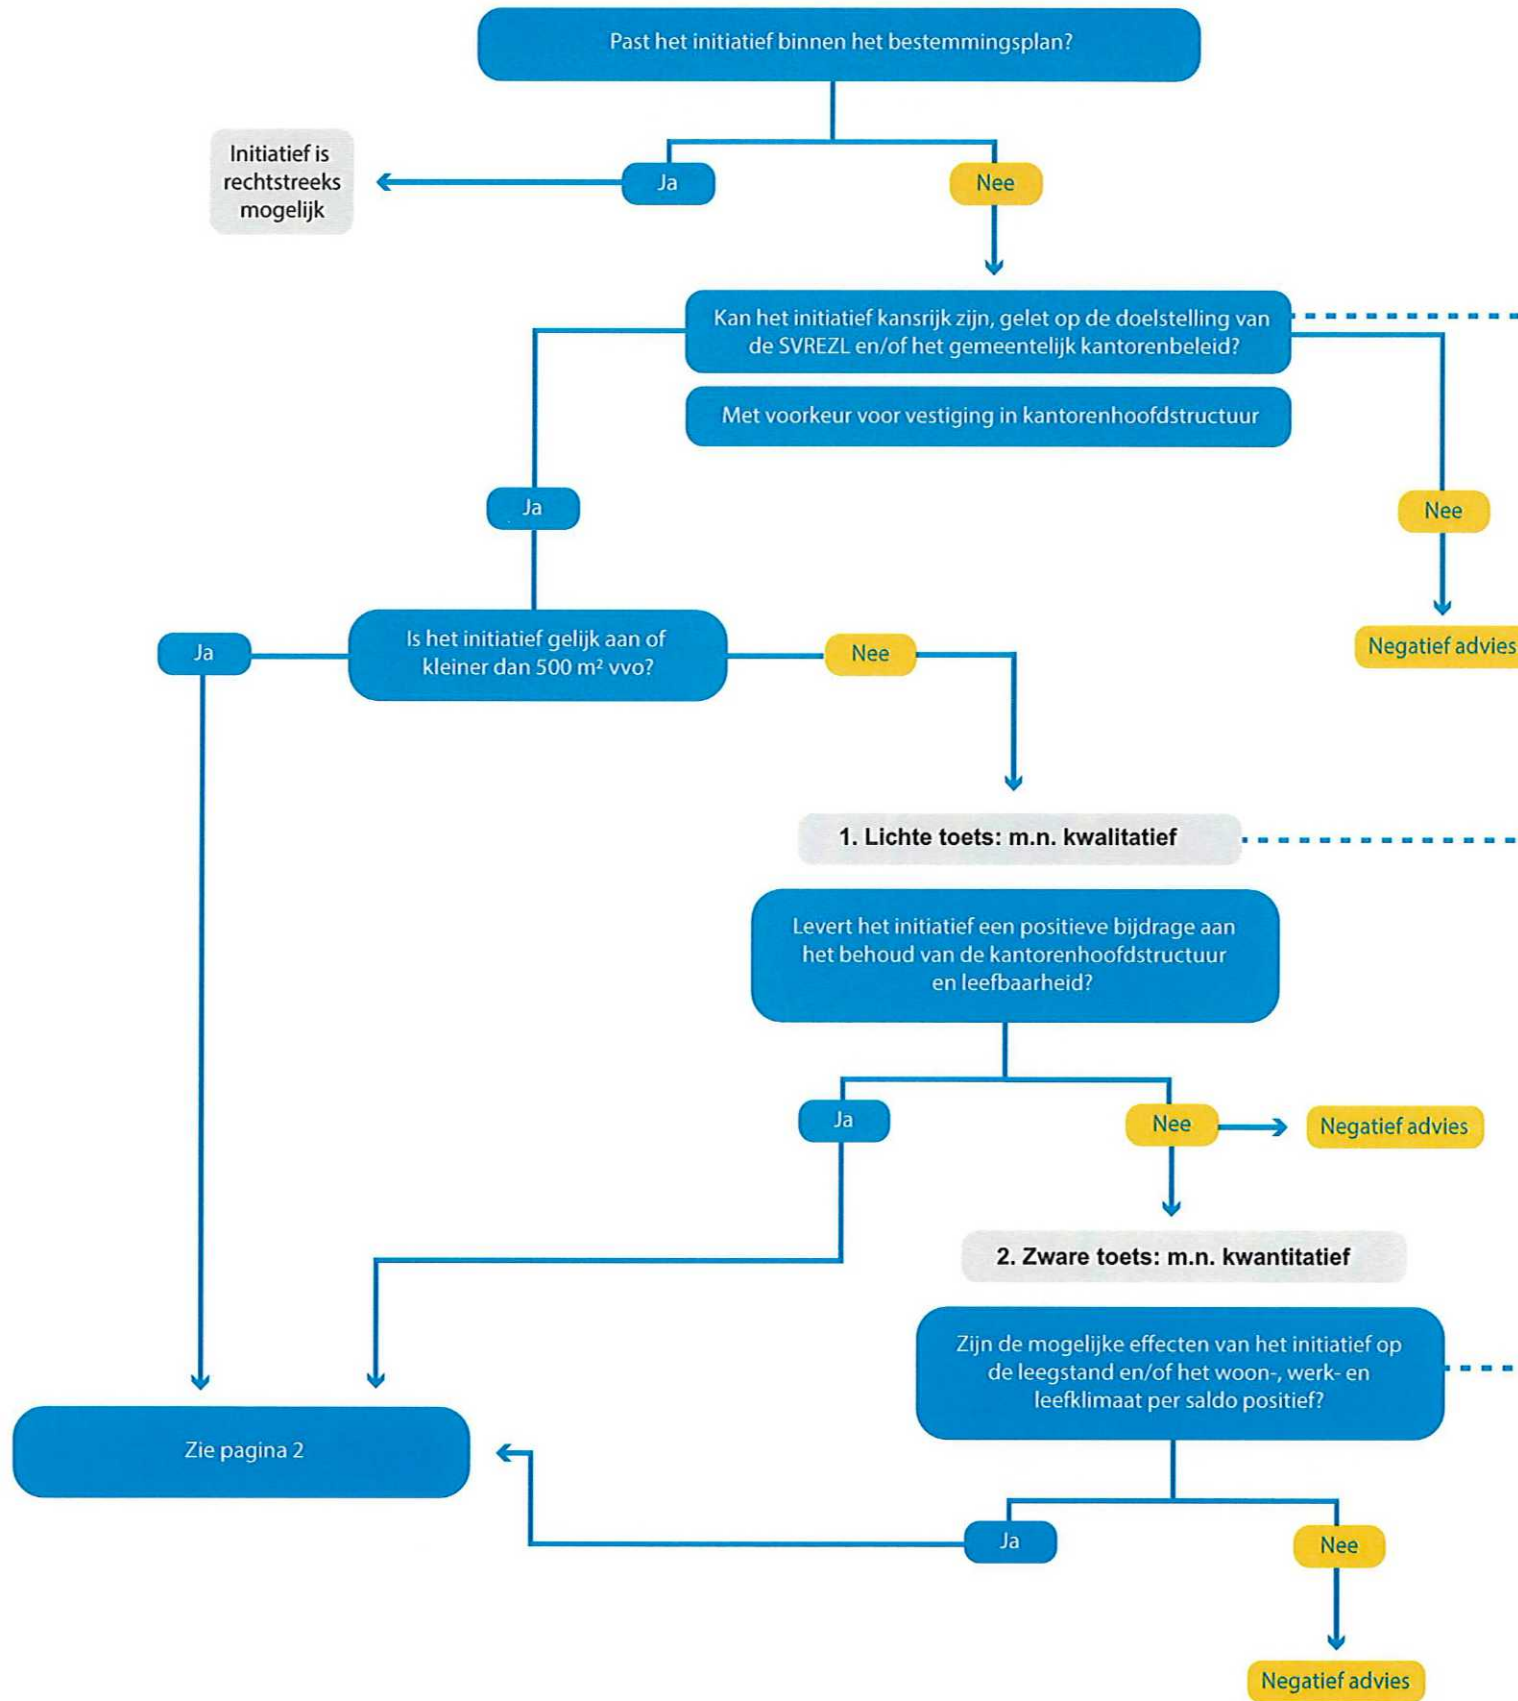 Past het initiatief binnen het bestemmingsplan?
Initiatief is
rechtstreeks
mogelijk
Ja
Nee
Kan het initiatief kansrijk zijn, gelet op de doelstelling van
de SVREZL en/of het gemeentelijk kantorenbeleid?
Met voorkeur voor vestiging in kantorenhoofdstructuur
Ja
Nee
Negatief advies
Ja
Is het initiatief gelijk aan of
kleiner dan 500 m² vvo?
Nee
1. Lichte toets: m.n. kwalitatief
Levert het initiatief een positieve bijdrage aan
het behoud van de kantorenhoofdstructuur
en leefbaarheid?
Ja
Nee
Negatief advies
2. Zware toets: m.n. kwantitatief
Zijn de mogelijke effecten van het initiatief op
de leegstand en/of het woon-, werk- en
leefklimaat per saldo positief?
Zie pagina 2
Ja
Nee
Negatief advies